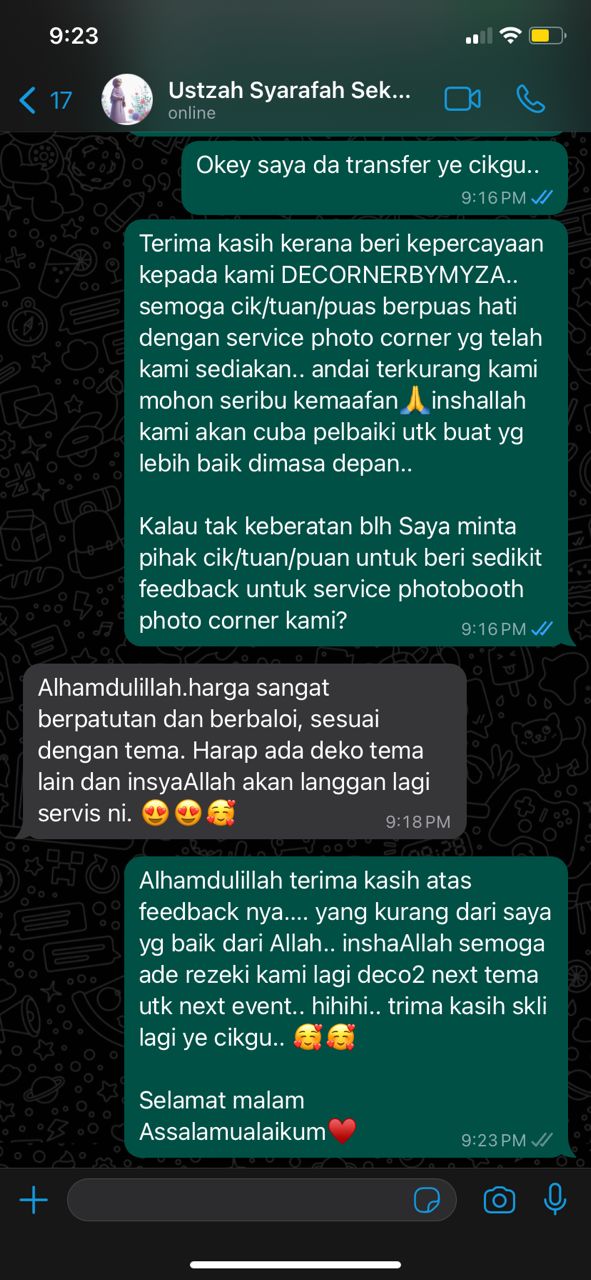 9:23
17
Ustzah Syarafah Sek...
online
Okey saya da transfer ye cikgu..
9:16 PM
Terima kasih kerana beri kepercayaan
kepada kami DECORNERBYMYZA..
semoga cik/tuan/puas berpuas hati
dengan service photo corner yg telah
kami sediakan.. andai terkurang kami
mohon seribu kemaafan🙏inshallah
kami akan cuba pelbaiki utk buat yg
lebih baik dimasa depan..
Kalau tak keberatan blh Saya minta
pihak cik/tuan/puan untuk beri sedikit
feedback untuk service photobooth
photo corner kami?
9:16 PM
Alhamdulillah.harga sangat
berpatutan dan berbaloi, sesuai
dengan tema. Harap ada deko tema
lain dan insyaAllah akan langgan lagi
servis ni. 😍😍🥰
9:18 PM
Alhamdulillah terima kasih atas
feedback nya.... yang kurang dari saya
yg baik dari Allah.. inshaAllah semoga
ade rezeki kami lagi deco2 next tema
utk next event.. hihihi.. trima kasih skli
lagi ye cikgu.. 🥰🥰
Selamat malam
Assalamualaikum♥️
9:23 PM